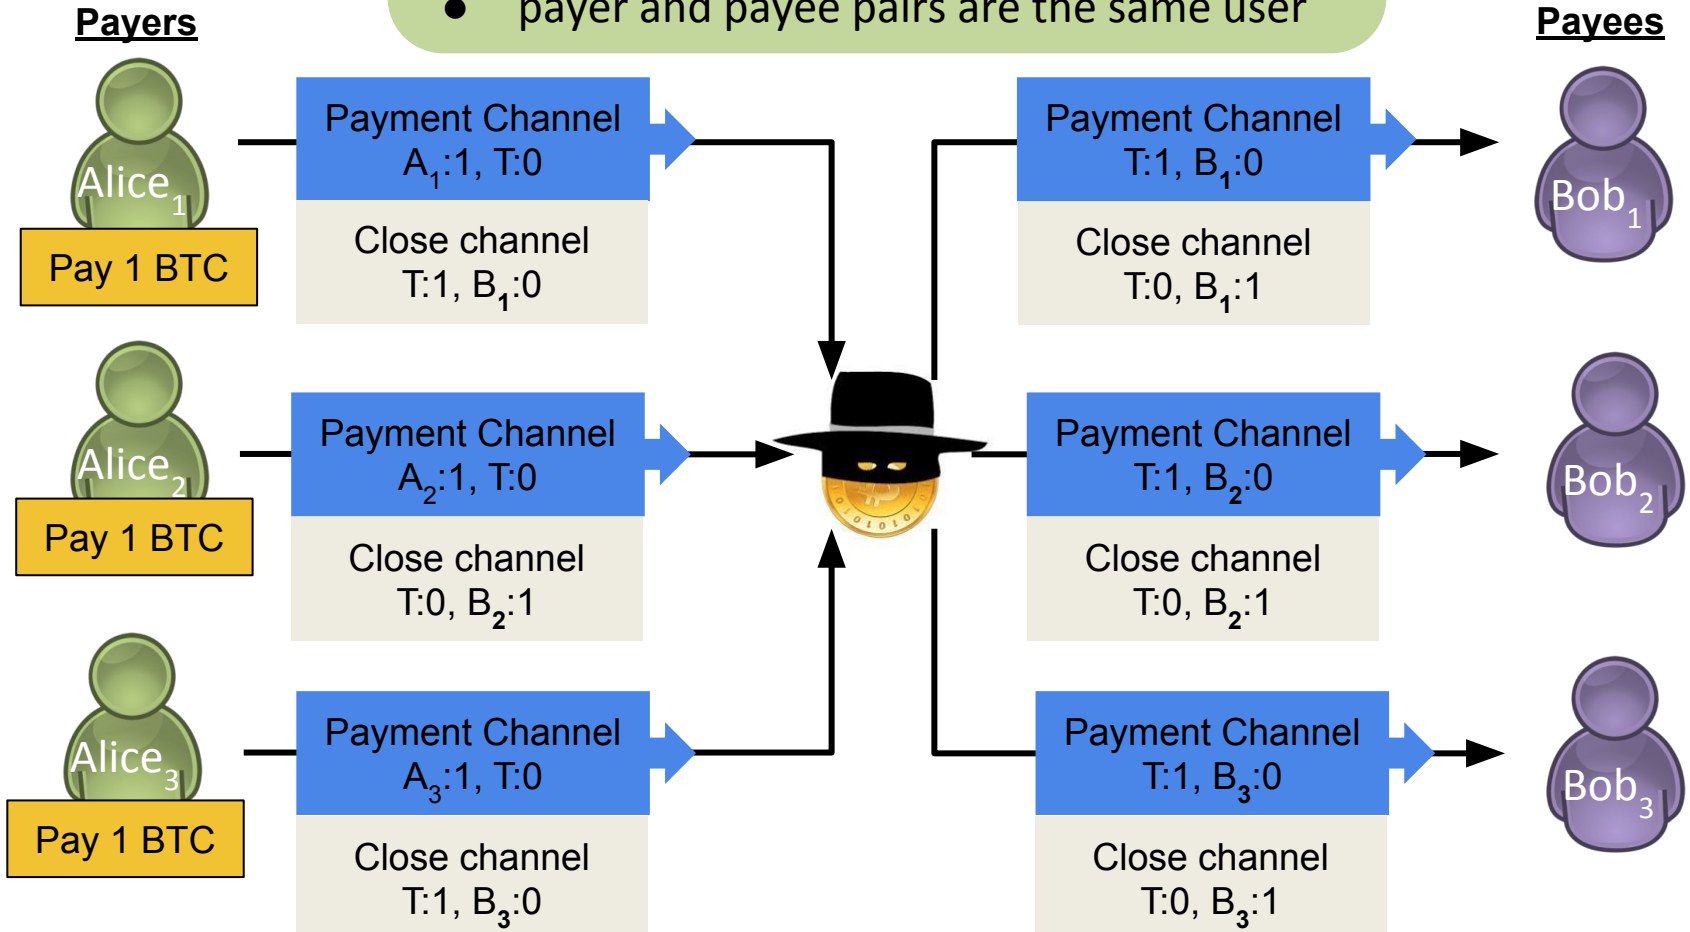 ● payer and payee pairs are the same user
Payers
Payees
Alice1
Pay 1 BTC
Payment Channel
A1:1, T:0
Close channel
T:1, B1:0
Payment Channel
T:1, B1:0
Close channel
T:0, B1:1
Bob1
Alice2
Pay 1 BTC
Payment Channel
A2:1, T:0
Close channel
T:0, B2:1
Payment Channel
T:1, B2:0
Close channel
T:0, B2:1
Bob2
Alice3
Pay 1 BTC
Payment Channel
A3:1, T:0
Close channel
T:1, B3:0
Payment Channel
T:1, B3:0
Close channel
T:0, B3:1
Bob3